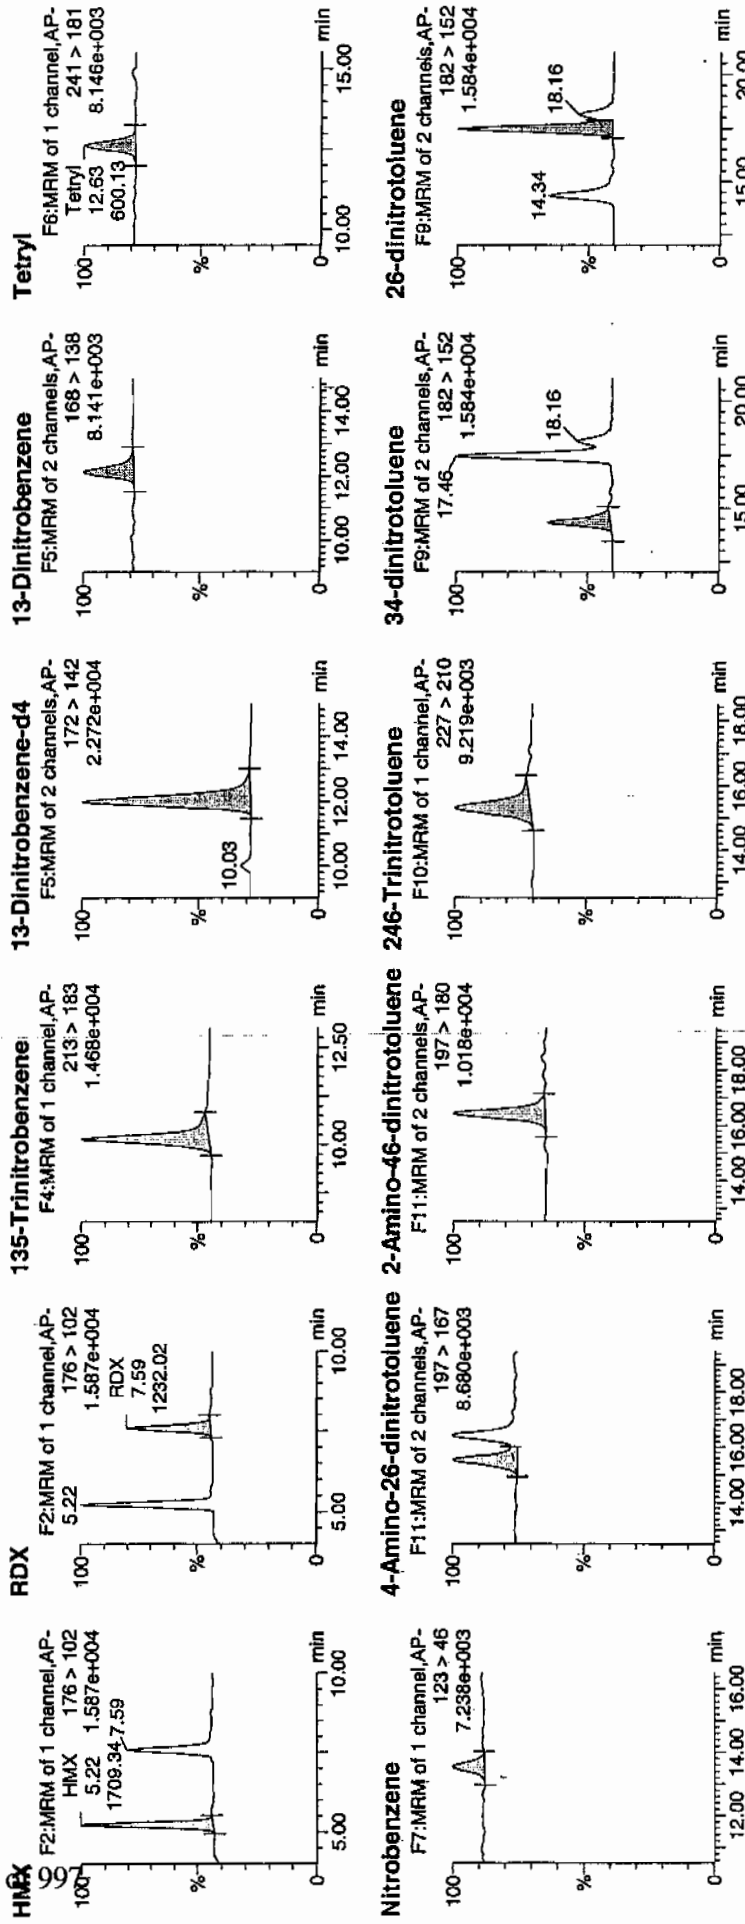 HMX
997
F2:MRM of 1 channel,AP-
176 > 102
1.587e+004
HMX
5.22
1709.34
7.59
100
%
0
5.00
10.00
min
RDX
F2:MRM of 1 channel,AP-
176 > 102
1.587e+004
5.22
RDX
7.59
1232.02
100
%
0
5.00
10.00
min
135-Trinitrobenzene
F4:MRM of 1 channel,AP-
213 > 183
1.468e+004
100
%
0
10.00
12.50
min
13-Dinitrobenzene-d4
F5:MRM of 2 channels,AP-
172 > 142
2.272e+004
10.03
100
%
0
10.00
12.00
14.00
min
13-Dinitrobenzene
F5:MRM of 2 channels,AP-
168 > 138
8.141e+003
100
%
0
10.00
12.00
14.00
min
Tetryl
F6:MRM of 1 channel,AP-
241 > 181
8.146e+003
Tetryl
12.63
600.13
100
%
0
10.00
15.00
min
Nitrobenzene
F7:MRM of 1 channel,AP-
123 > 46
7.238e+003
100
%
0
12.00
14.00
16.00
min
4-Amino-26-dinitrotoluene
F11:MRM of 2 channels,AP-
197 > 167
8.680e+003
100
%
0
14.00
16.00
18.00
min
2-Amino-46-dinitrotoluene
F11:MRM of 2 channels,AP-
197 > 180
1.018e+004
100
%
0
14.00
16.00
18.00
min
246-Trinitrotoluene
F10:MRM of 1 channel,AP-
227 > 210
9.219e+003
100
%
0
14.00
16.00
18.00
min
34-dinitrotoluene
F9:MRM of 2 channels,AP-
182 > 152
1.584e+004
17.46
18.16
100
%
0
15.00
20.00
min
26-dinitrotoluene
F9:MRM of 2 channels,AP-
182 > 152
1.584e+004
14.34
18.16
100
%
0
15.00
20.00
min